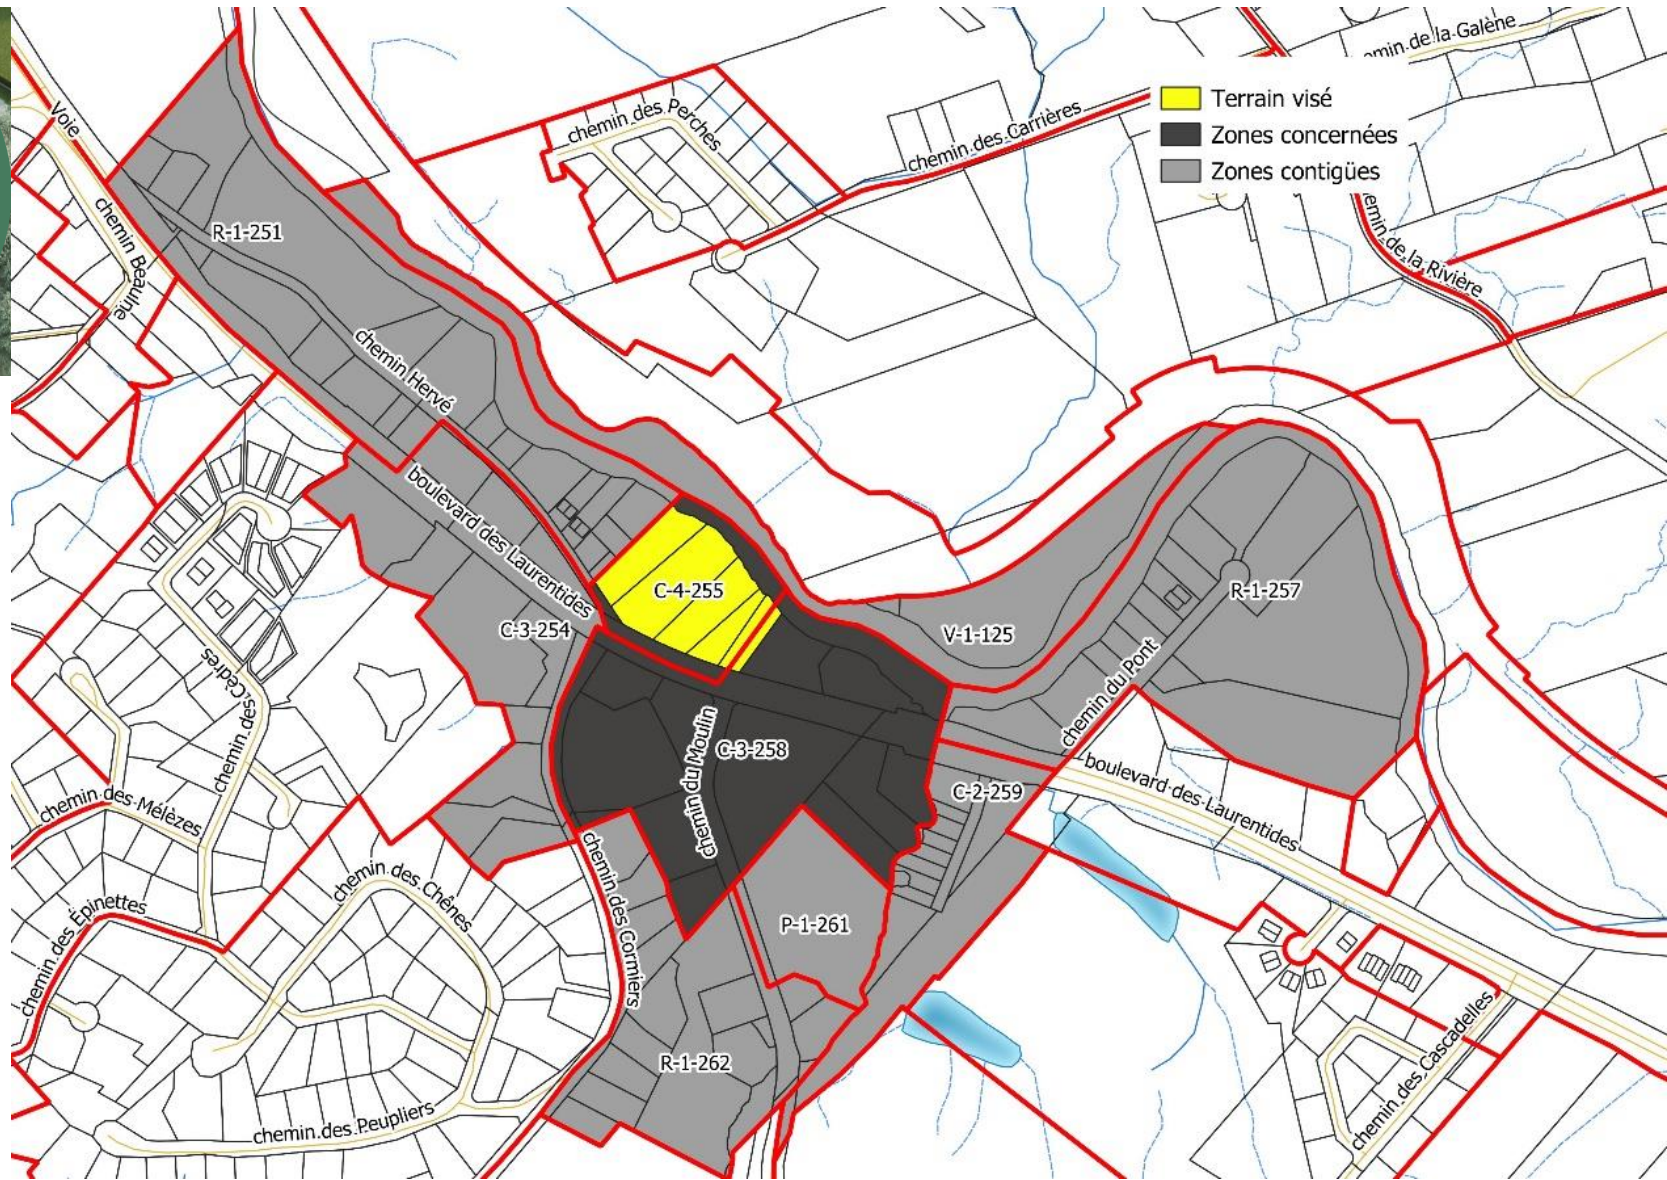 emin de la Galène
Terrain visé
Zones concernées
Zones contigües
Voie
chemin des Perches
chemin des Carrières
chemin Beaulne
R-1-251
emin de la Rivière
chemin Hervé
boulevard des Laurentides
C-4-255
R-1-257
C-3-254
V-1-125
chemin des Cèdres
chemin du Pont
chemin du Moulin
C-3-258
boulevard des Laurentides
C-2-259
chemin des Mélèzes
chemin des Chênes
chemin des Cormiers
chemin des Épinettes
P-1-261
R-1-262
chemin des Cascadelles
chemin des Peupliers